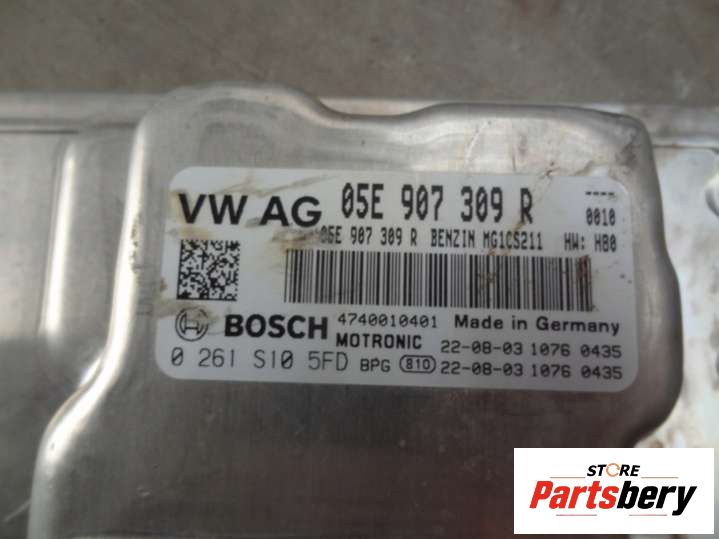 VW AG 05E 907 309 R ----
0010
05E 907 309 R BENZIN MG1CS211 HW: H80
BOSCH 4740010401 Made in Germany
MOTRONIC 22-08-03 1076 0435
0 261 S10 5FD BPG 810 22-08-03 1076 0435
STORE
Partsbery